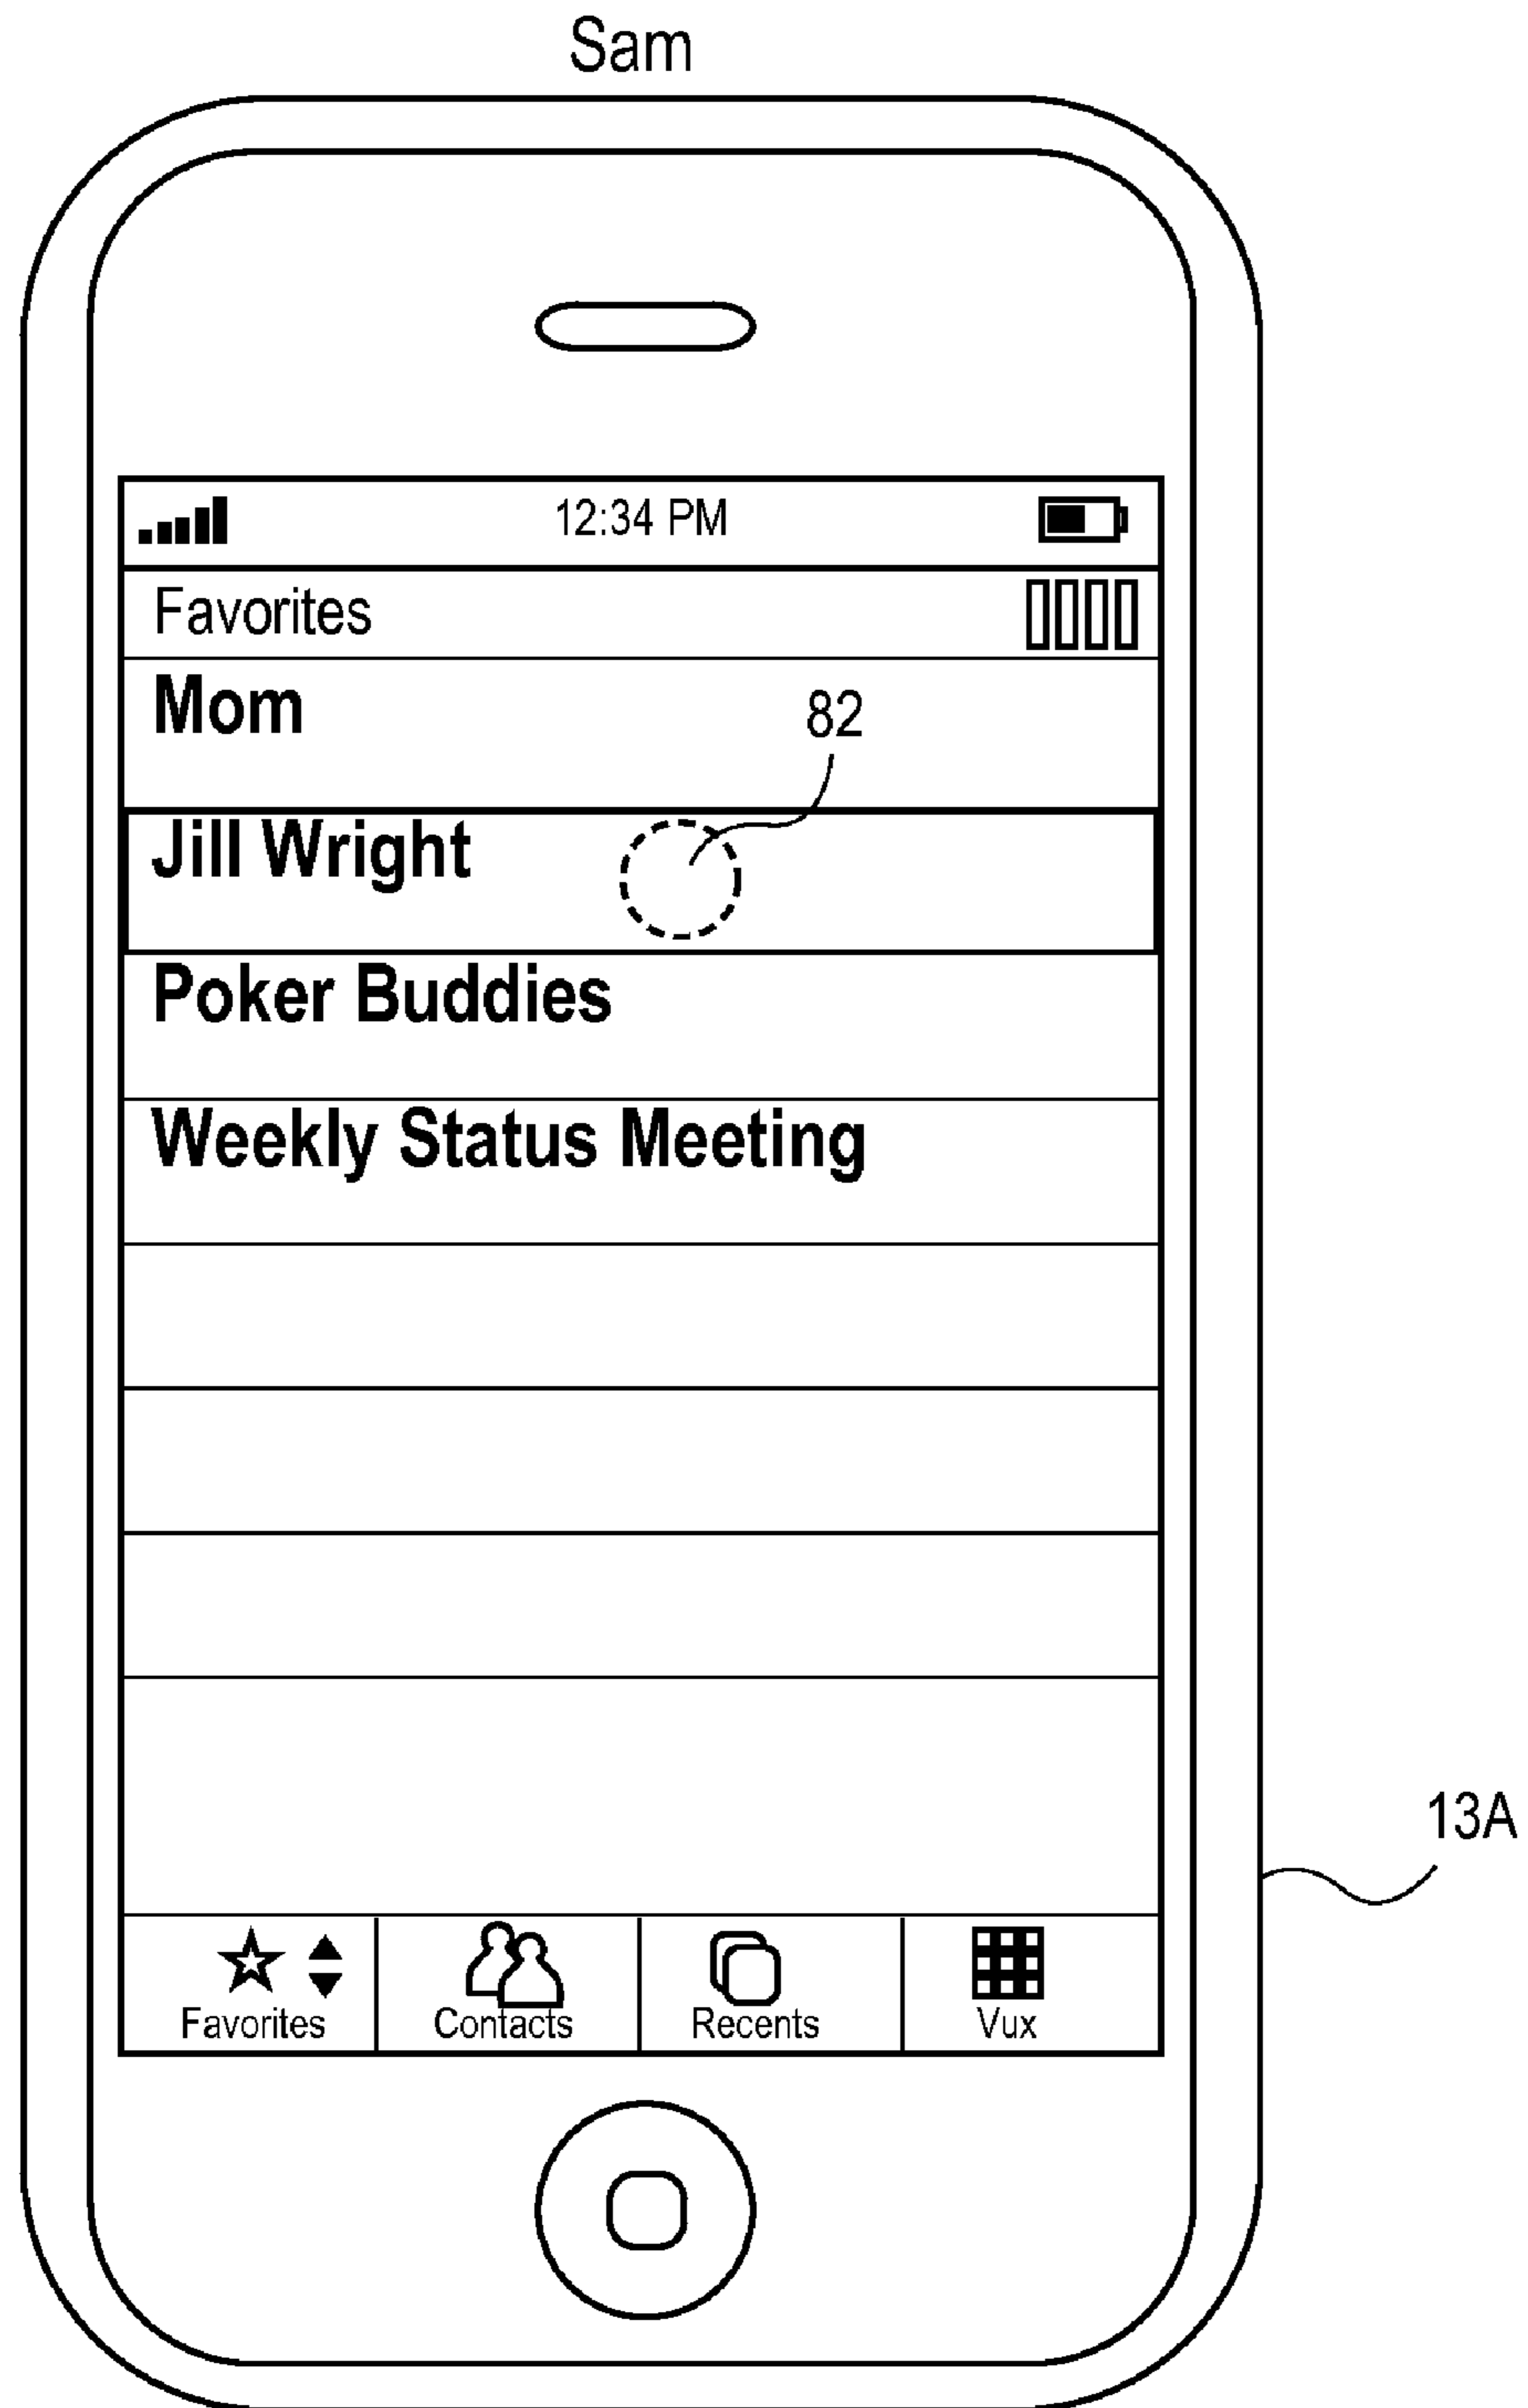 Sam
12:34 PM
Favorites
Mom
82
Jill Wright
Poker Buddies
Weekly Status Meeting
13A
Favorites Contacts Recents Vux